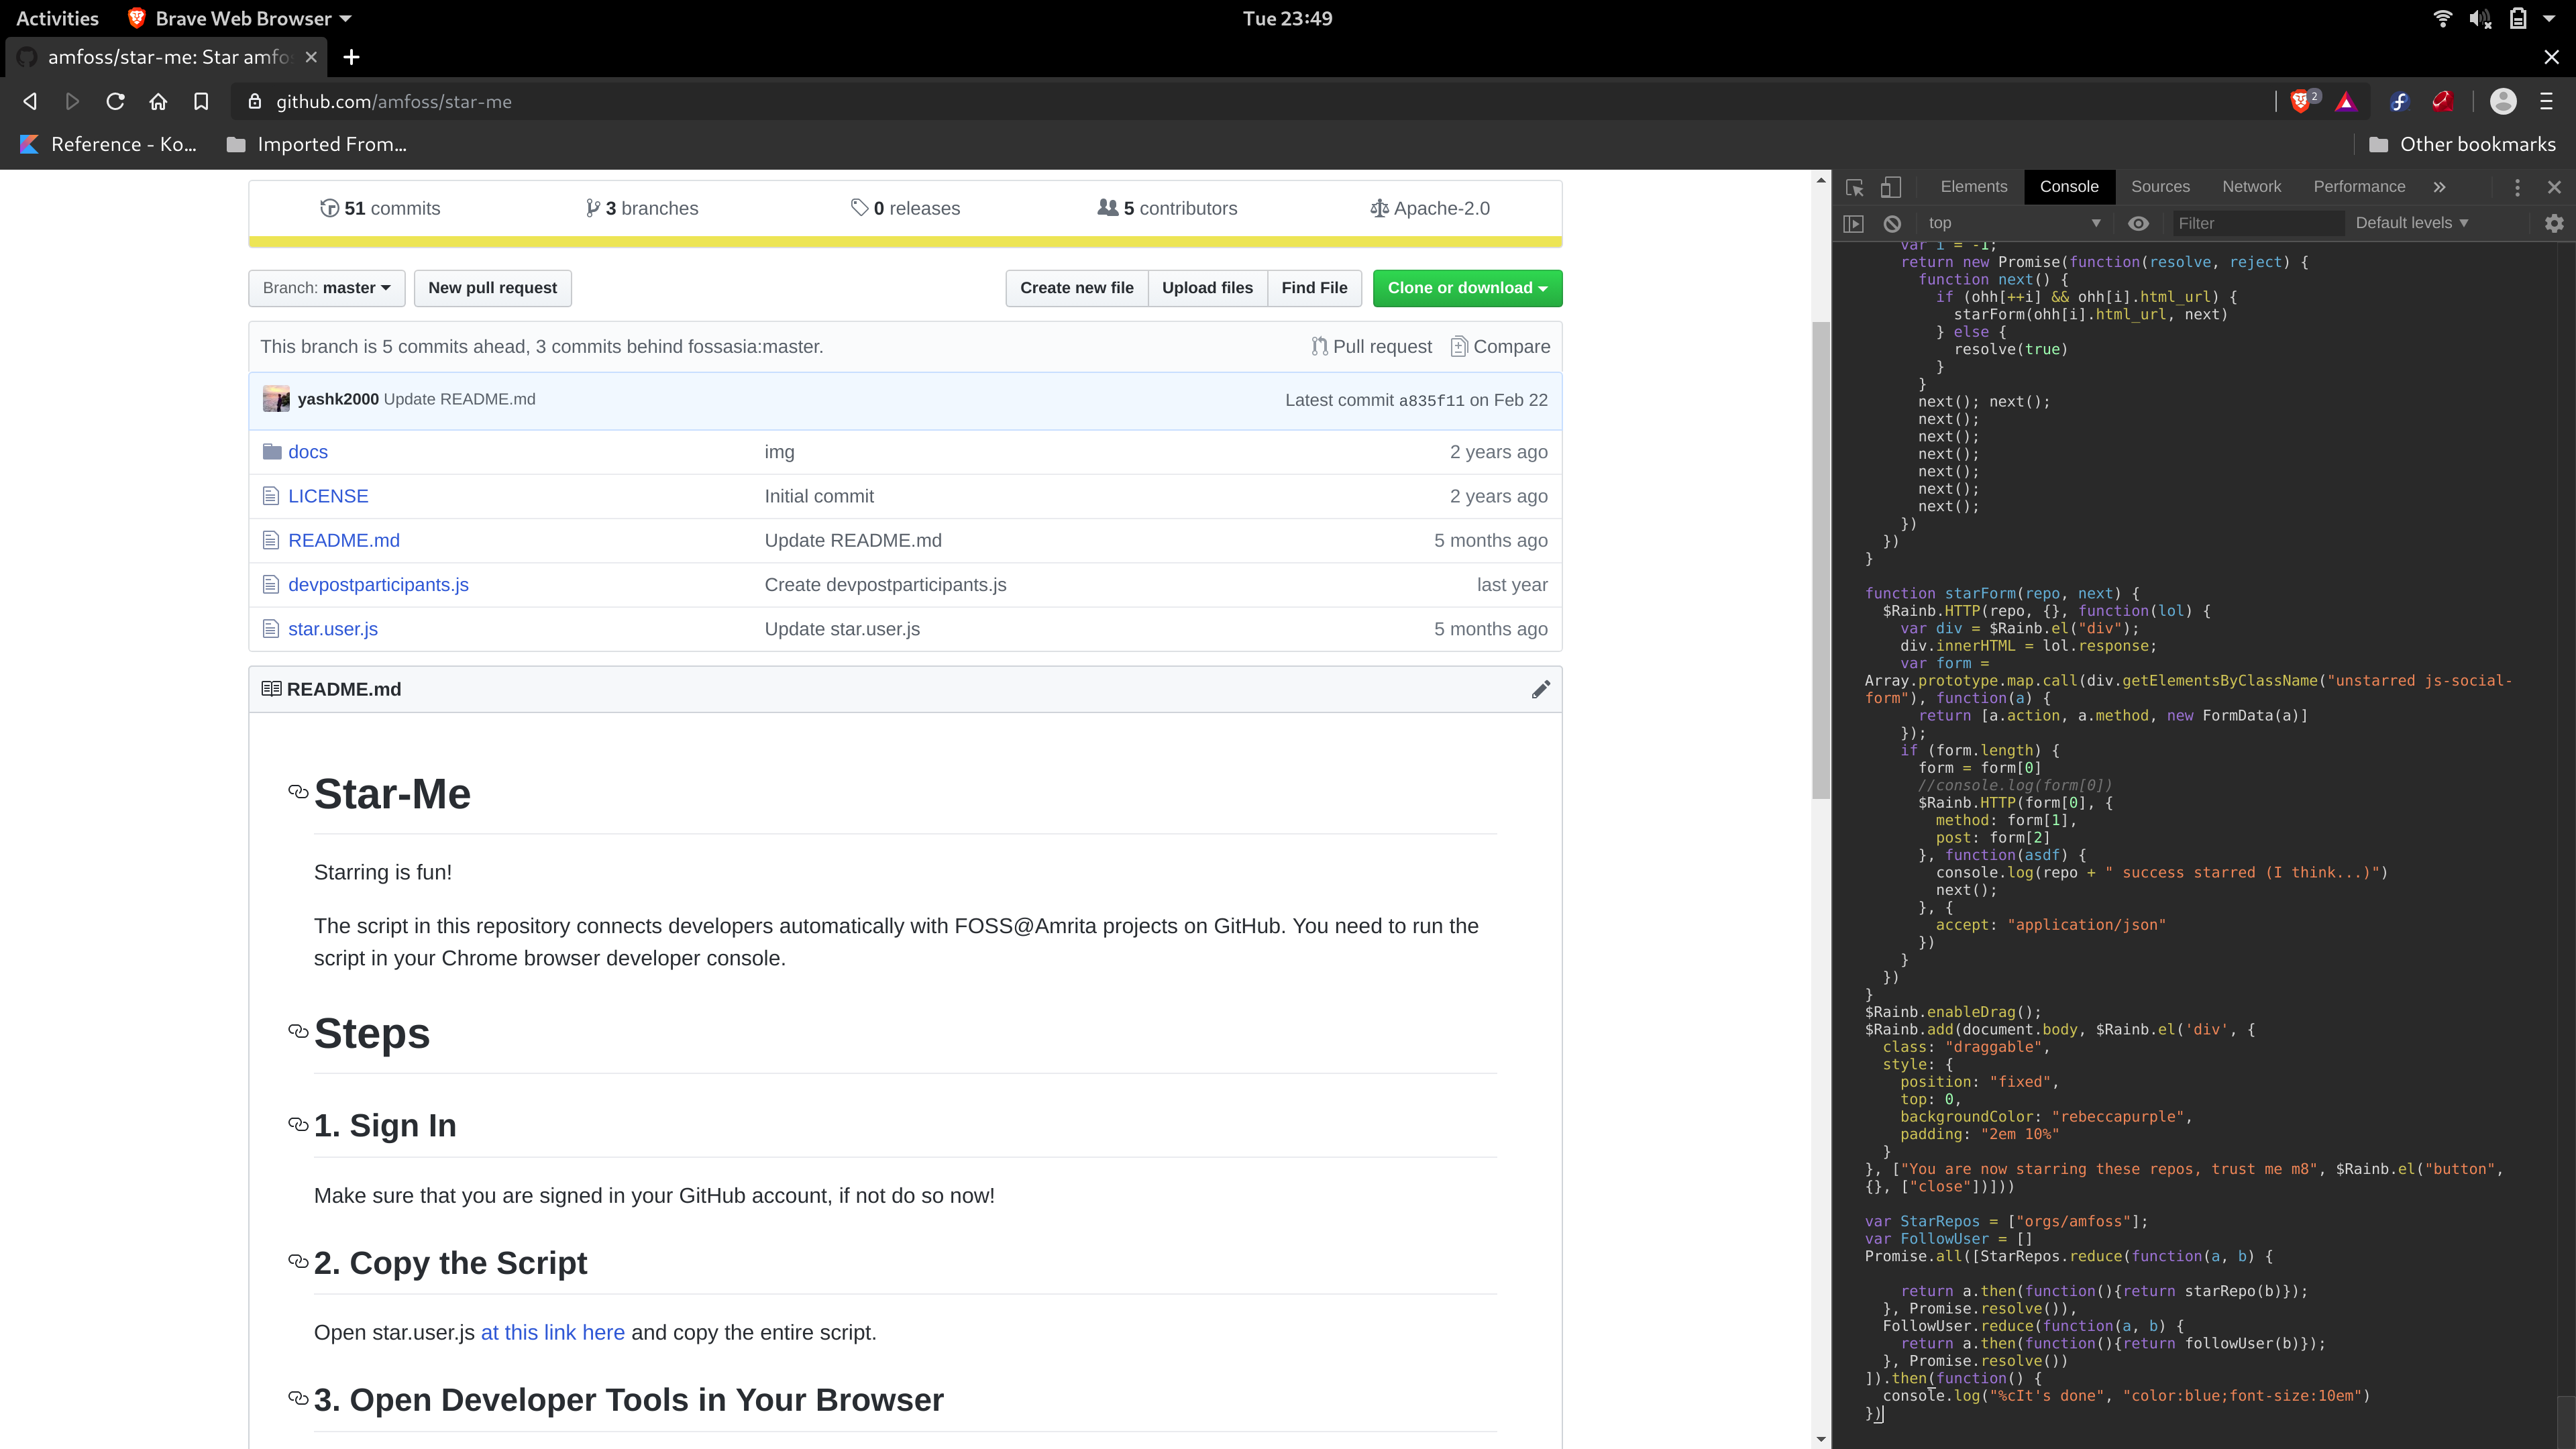 Activities Brave Web Browser Tue 23:49
amfoss/star-me: Star amfo
github.com/amfoss/star-me 2
Reference - Ko... Imported From... Other bookmarks
51 commits 3 branches 0 releases 5 contributors Apache-2.0
Branch: master New pull request Create new file Upload files Find File Clone or download
This branch is 5 commits ahead, 3 commits behind fossasia:master. Pull request Compare
yashk2000 Update README.md Latest commit a835f11 on Feb 22
docs img 2 years ago
LICENSE Initial commit 2 years ago
README.md Update README.md 5 months ago
devpostparticipants.js Create devpostparticipants.js last year
star.user.js Update star.user.js 5 months ago
README.md
Star-Me
Starring is fun!
The script in this repository connects developers automatically with FOSS@Amrita projects on GitHub. You need to run the
script in your Chrome browser developer console.
Steps
1. Sign In
Make sure that you are signed in your GitHub account, if not do so now!
2. Copy the Script
Open star.user.js at this link here and copy the entire script.
3. Open Developer Tools in Your Browser
Elements Console Sources Network Performance »
top Filter Default levels
var i = -1;
return new Promise(function(resolve, reject) {
function next() {
if (ohh[++i] && ohh[i].html_url) {
starForm(ohh[i].html_url, next)
} else {
resolve(true)
}
}
next(); next();
next();
next();
next();
next();
next();
next();
})
})
}
function starForm(repo, next) {
$Rainb.HTTP(repo, {}, function(lol) {
var div = $Rainb.el("div");
div.innerHTML = lol.response;
var form =
Array.prototype.map.call(div.getElementsByClassName("unstarred js-social-
form"), function(a) {
return [a.action, a.method, new FormData(a)]
});
if (form.length) {
form = form[0]
//console.log(form[0])
$Rainb.HTTP(form[0], {
method: form[1],
post: form[2]
}, function(asdf) {
console.log(repo + " success starred (I think...)")
next();
}, {
accept: "application/json"
})
}
})
}
$Rainb.enableDrag();
$Rainb.add(document.body, $Rainb.el('div', {
class: "draggable",
style: {
position: "fixed",
top: 0,
backgroundColor: "rebeccapurple",
padding: "2em 10%"
}
}, ["You are now starring these repos, trust me m8", $Rainb.el("button",
{}, ["close"])]))
var StarRepos = ["orgs/amfoss"];
var FollowUser = []
Promise.all([StarRepos.reduce(function(a, b) {
return a.then(function(){return starRepo(b)});
}, Promise.resolve()),
FollowUser.reduce(function(a, b) {
return a.then(function(){return followUser(b)});
}, Promise.resolve())
]).then(function() {
console.log("%cIt's done", "color:blue;font-size:10em")
})